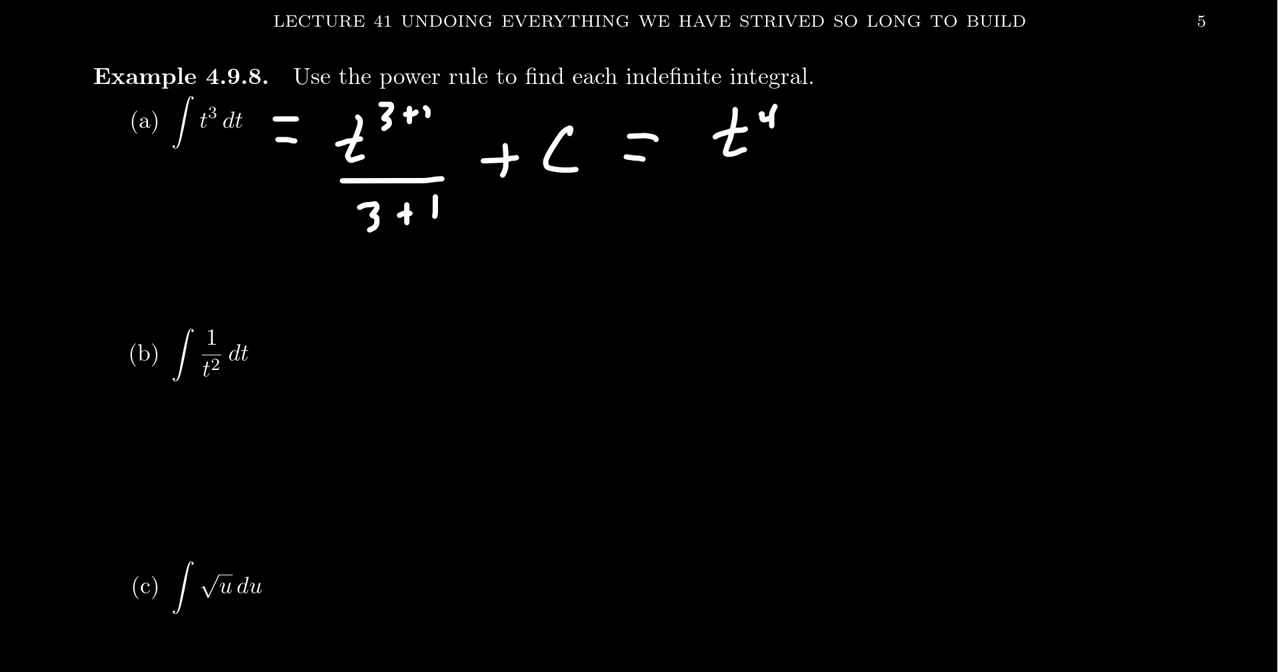 LECTURE 41 UNDOING EVERYTHING WE HAVE STRIVED SO LONG TO BUILD 5
Example 4.9.8. Use the power rule to find each indefinite integral.
(a) ∫ t³ dt = t^(3+1)/(3+1) + C = t⁴
(b) ∫ 1/t² dt
(c) ∫ √u du